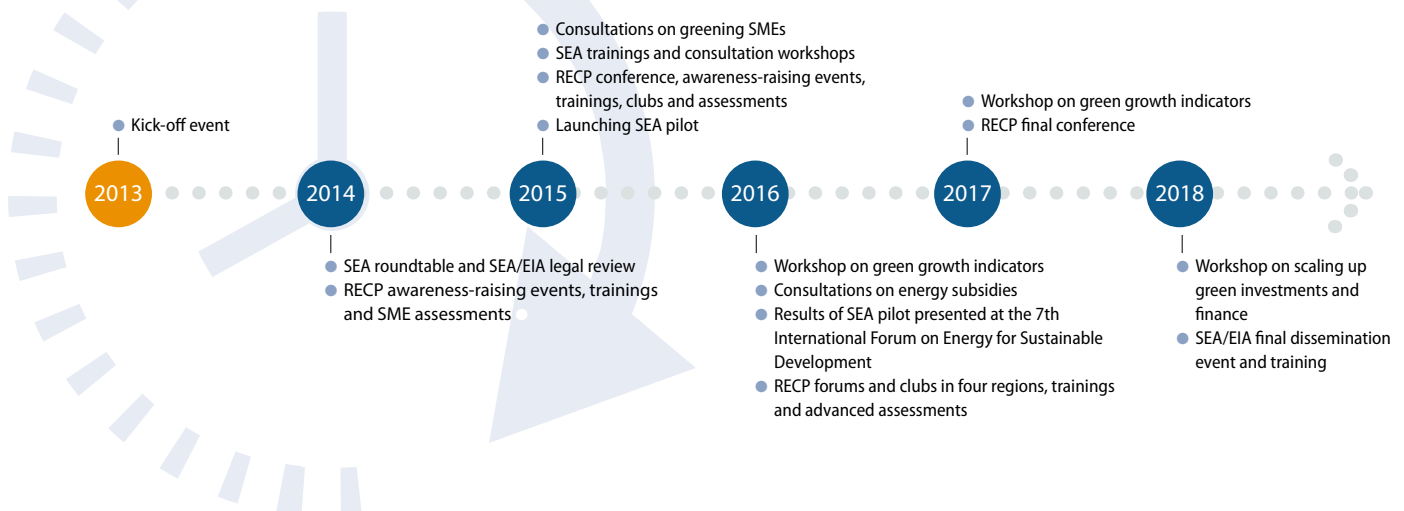 2013
Kick-off event
2014
SEA roundtable and SEA/EIA legal review
RECP awareness-raising events, trainings
and SME assessments
2015
Consultations on greening SMEs
SEA trainings and consultation workshops
RECP conference, awareness-raising events,
trainings, clubs and assessments
Launching SEA pilot
2016
Workshop on green growth indicators
Consultations on energy subsidies
Results of SEA pilot presented at the 7th
International Forum on Energy for Sustainable
Development
RECP forums and clubs in four regions, trainings
and advanced assessments
2017
Workshop on green growth indicators
RECP final conference
2018
Workshop on scaling up
green investments and
finance
SEA/EIA final dissemination
event and training